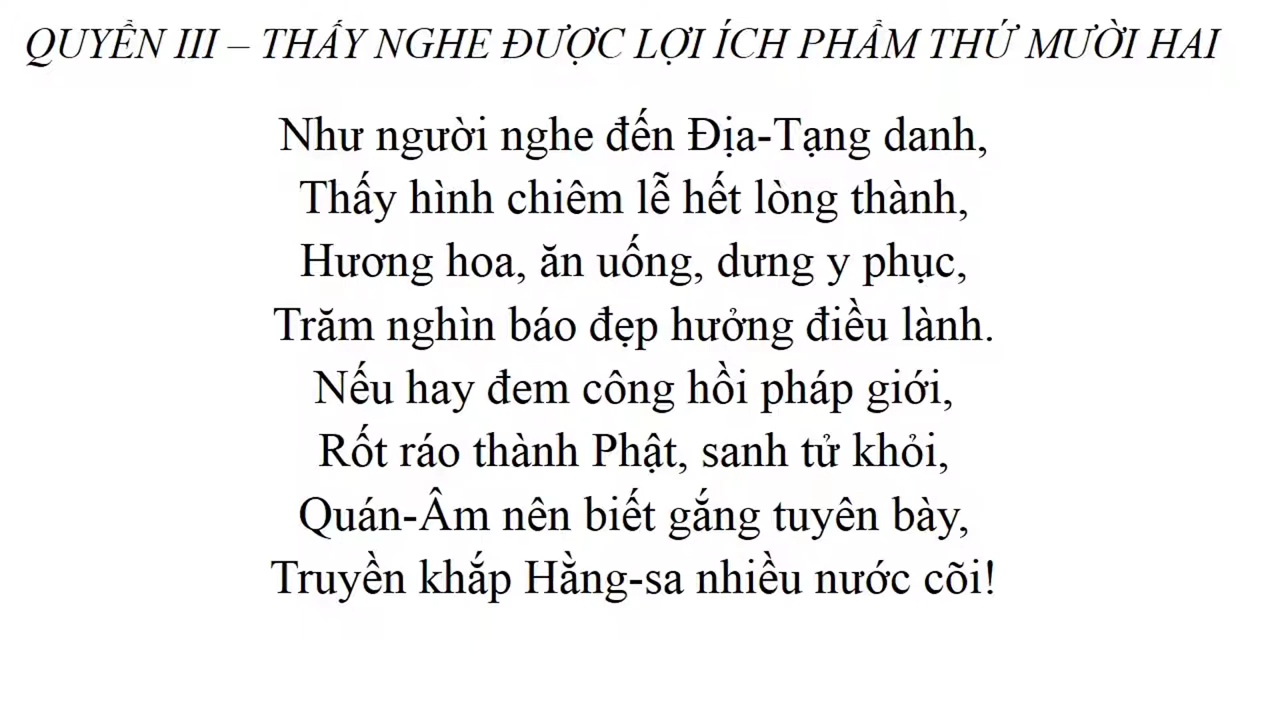 QUYỂN III – THẤY NGHE ĐƯỢC LỢI ÍCH PHẨM THỨ MƯỜI HAI
Như người nghe đến Địa-Tạng danh,
Thấy hình chiêm lễ hết lòng thành,
Hương hoa, ăn uống, dưng y phục,
Trăm nghìn báo đẹp hưởng điều lành.
Nếu hay đem công hồi pháp giới,
Rốt ráo thành Phật, sanh tử khỏi,
Quán-Âm nên biết gắng tuyên bày,
Truyền khắp Hằng-sa nhiều nước cõi!